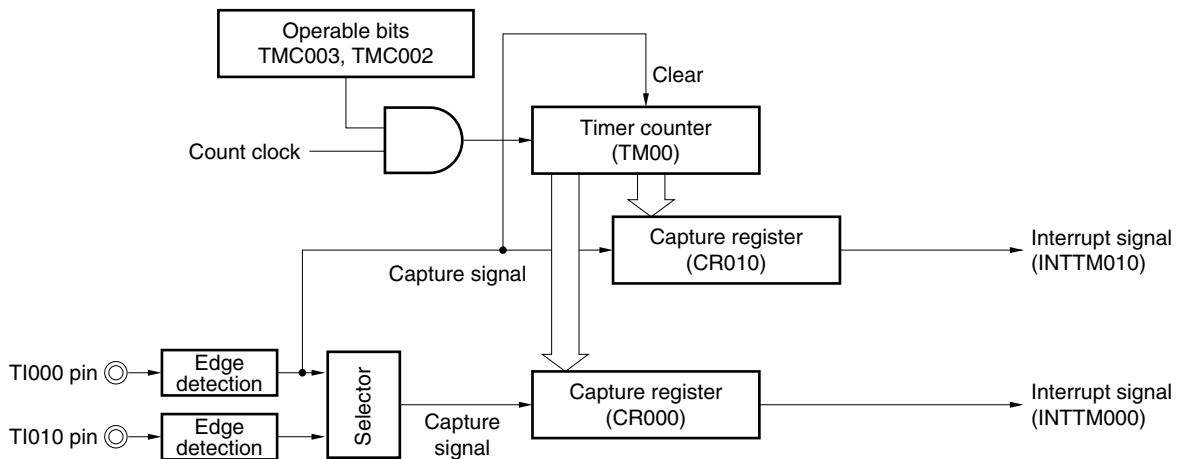 Operable bits
TMC003, TMC002
Clear
Timer counter
(TM00)
Count clock
Capture register
(CR010)
Interrupt signal
(INTTM010)
Capture signal
TI000 pin
Edge
detection
Selector
Capture register
(CR000)
Interrupt signal
(INTTM000)
TI010 pin
Edge
detection
Capture
signal